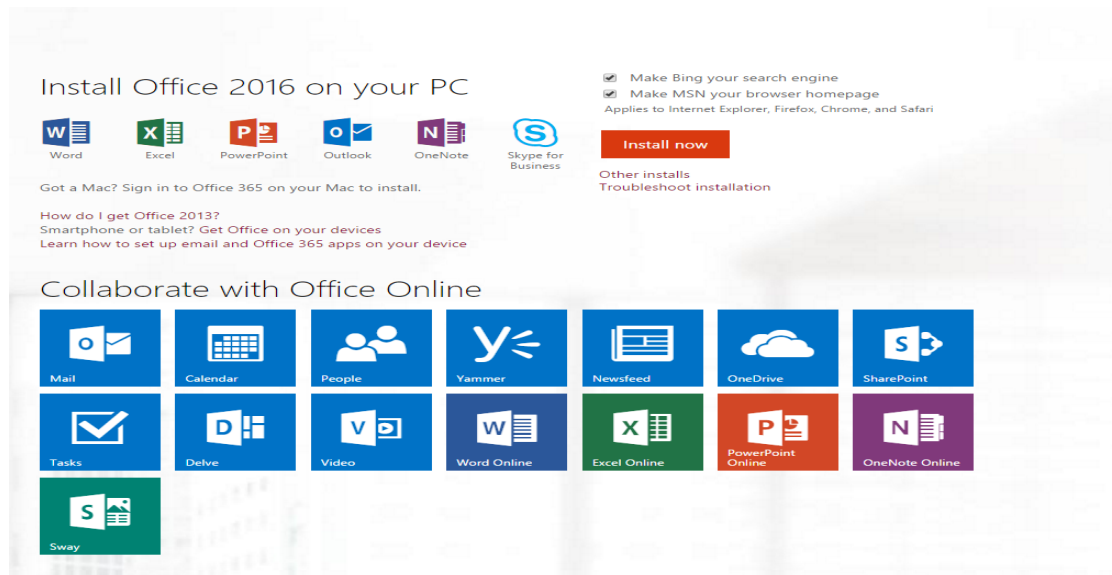 Install Office 2016 on your PC
Make Bing your search engine
Make MSN your browser homepage
Applies to Internet Explorer, Firefox, Chrome, and Safari
Install now
Other installs
Troubleshoot installation
W
X
P
O
N
S
Word
Excel
PowerPoint
Outlook
OneNote
Skype for
Business
Got a Mac? Sign in to Office 365 on your Mac to install.
How do I get Office 2013?
Smartphone or tablet? Get Office on your devices
Learn how to set up email and Office 365 apps on your device
Collaborate with Office Online
O
S
Mail
Calendar
People
Yammer
Newsfeed
OneDrive
SharePoint
D
V
W
X
P
N
Tasks
Delve
Video
Word Online
Excel Online
PowerPoint
Online
OneNote Online
S
Sway